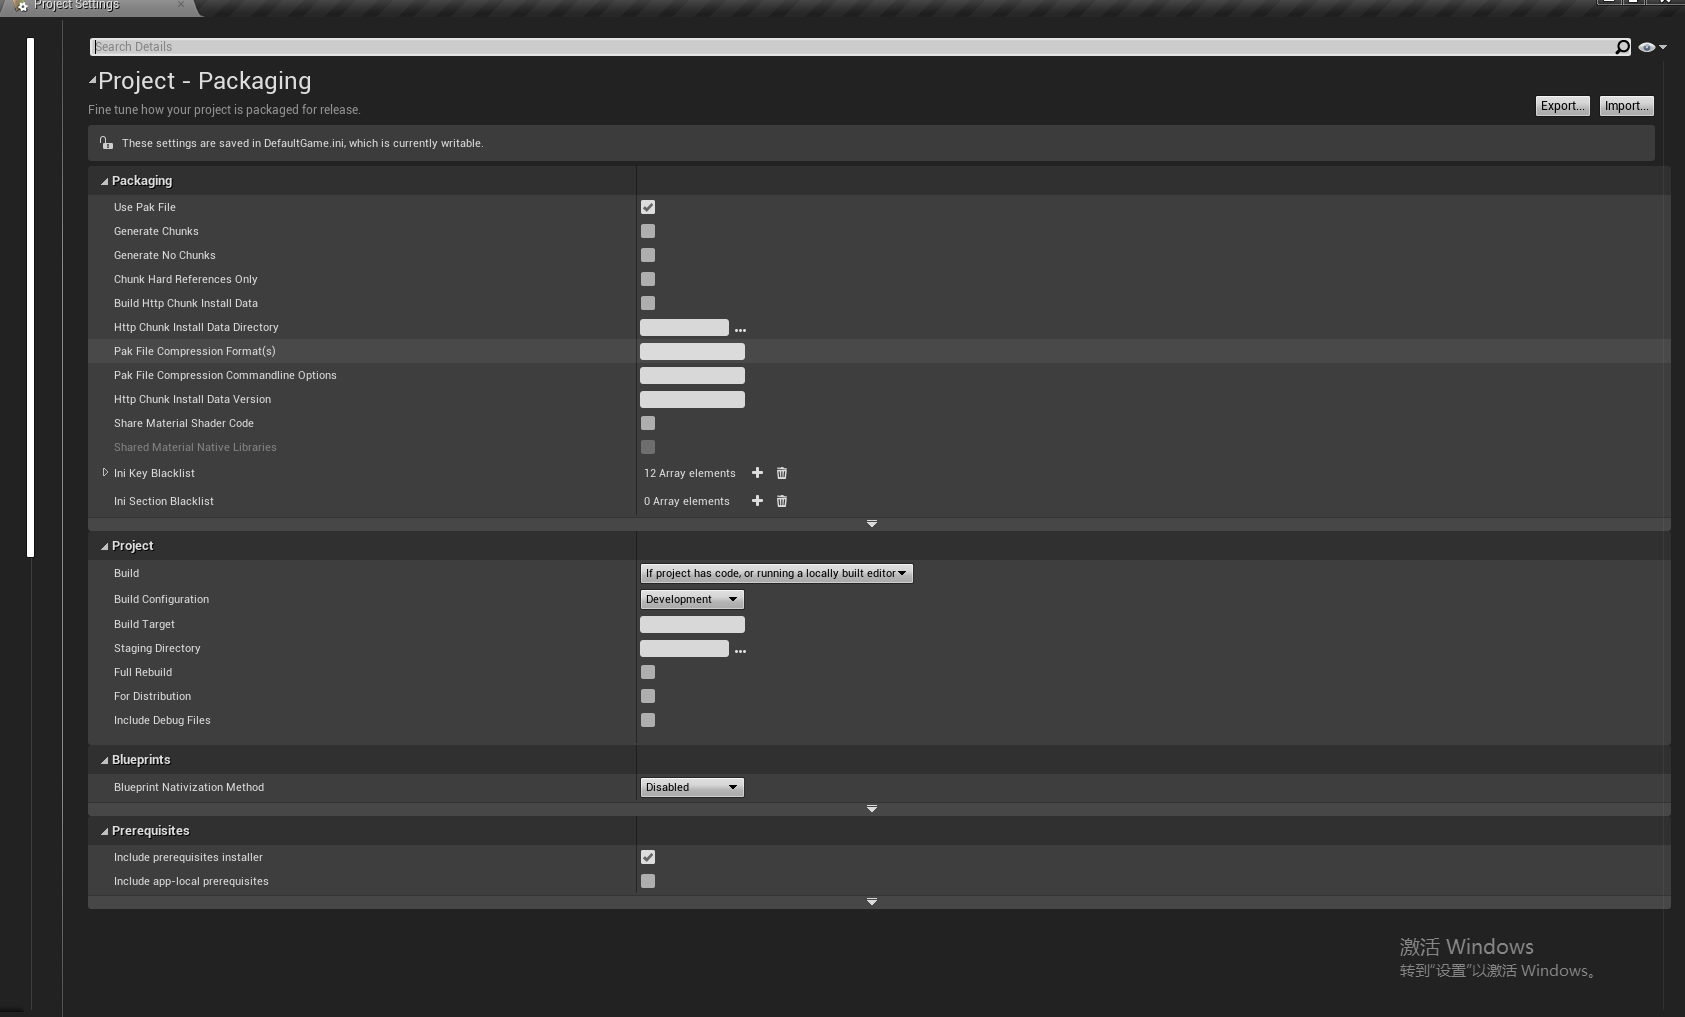 Project Settings
Search Details
Project - Packaging
Fine tune how your project is packaged for release.
Export...
Import...
These settings are saved in DefaultGame.ini, which is currently writable.
Packaging
Use Pak File
Generate Chunks
Generate No Chunks
Chunk Hard References Only
Build Http Chunk Install Data
Http Chunk Install Data Directory
...
Pak File Compression Format(s)
Pak File Compression Commandline Options
Http Chunk Install Data Version
Share Material Shader Code
Shared Material Native Libraries
Ini Key Blacklist
12 Array elements
Ini Section Blacklist
0 Array elements
Project
Build
If project has code, or running a locally built editor
Build Configuration
Development
Build Target
Staging Directory
...
Full Rebuild
For Distribution
Include Debug Files
Blueprints
Blueprint Nativization Method
Disabled
Prerequisites
Include prerequisites installer
Include app-local prerequisites
激活 Windows
转到“设置”以激活 Windows。